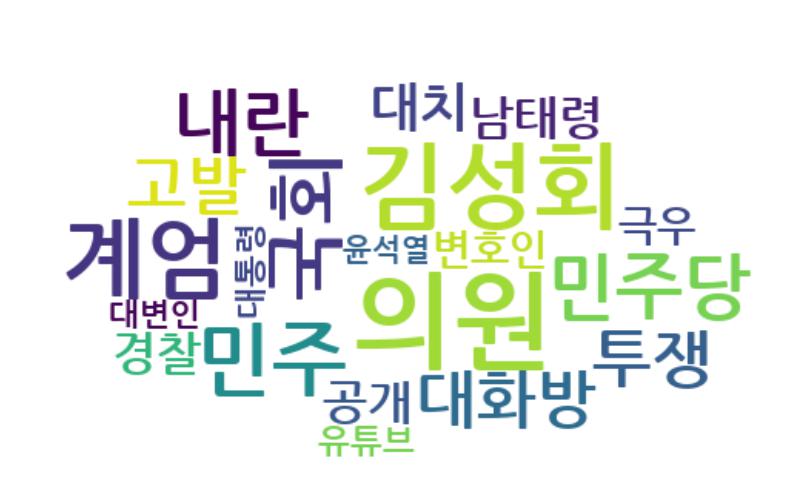 내란
대치
남태령
고발
국회
김성회
극우
계엄
대통령
윤석열
변호인
민주당
대변인
의원
경찰
민주
투쟁
공개
대화방
유튜브